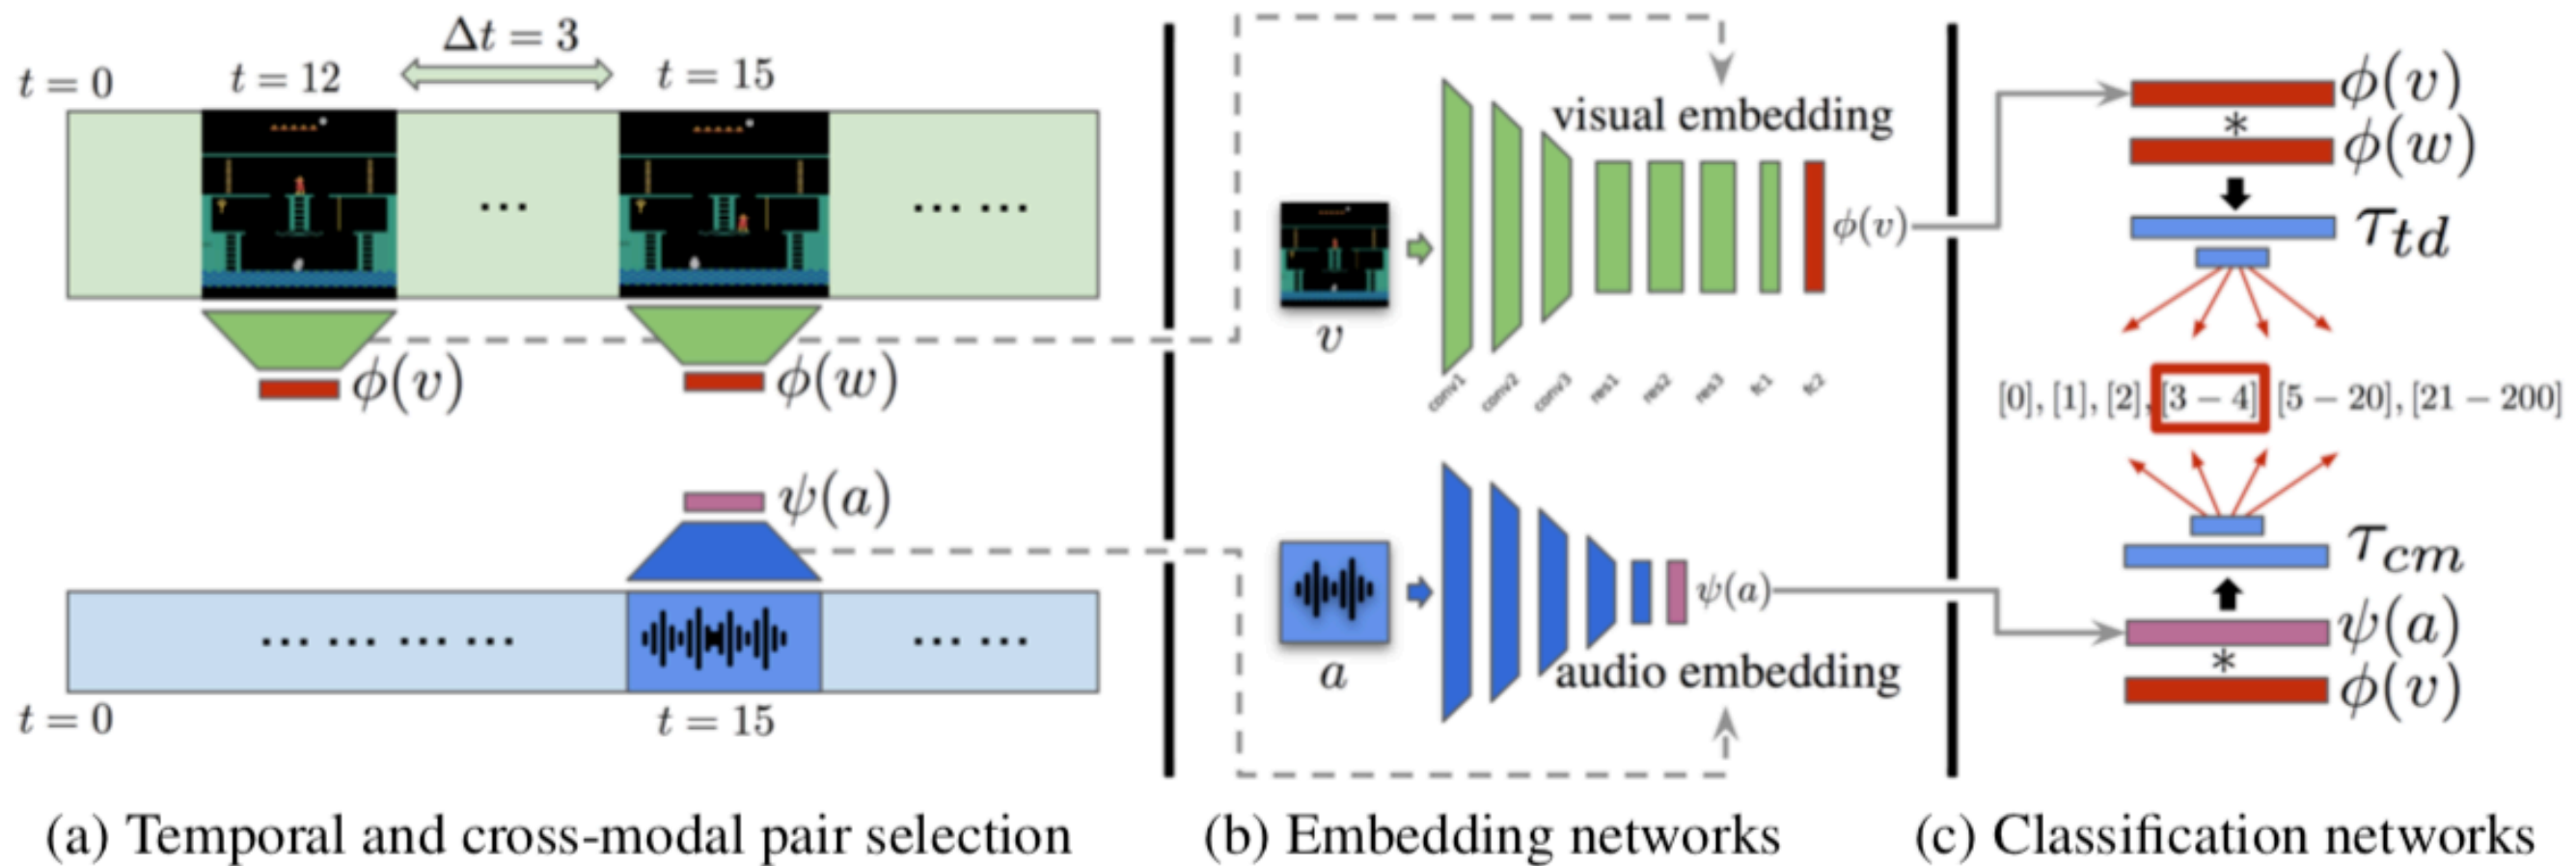 Δt = 3
t = 0
t = 12
t = 15
... 
... ...
ϕ(v)
ϕ(w)
ψ(a)
... ... ... ...
... ...
t = 0
t = 15
(a) Temporal and cross-modal pair selection
visual embedding
v
ϕ(v)
conv1
conv2
conv3
res1
res2
res3
fc1
fc2
a
ψ(a)
audio embedding
(b) Embedding networks
ϕ(v)
*
ϕ(w)
τtd
[0], [1], [2], [3 − 4] [5 − 20], [21 − 200]
τcm
ψ(a)
*
ϕ(v)
(c) Classification networks